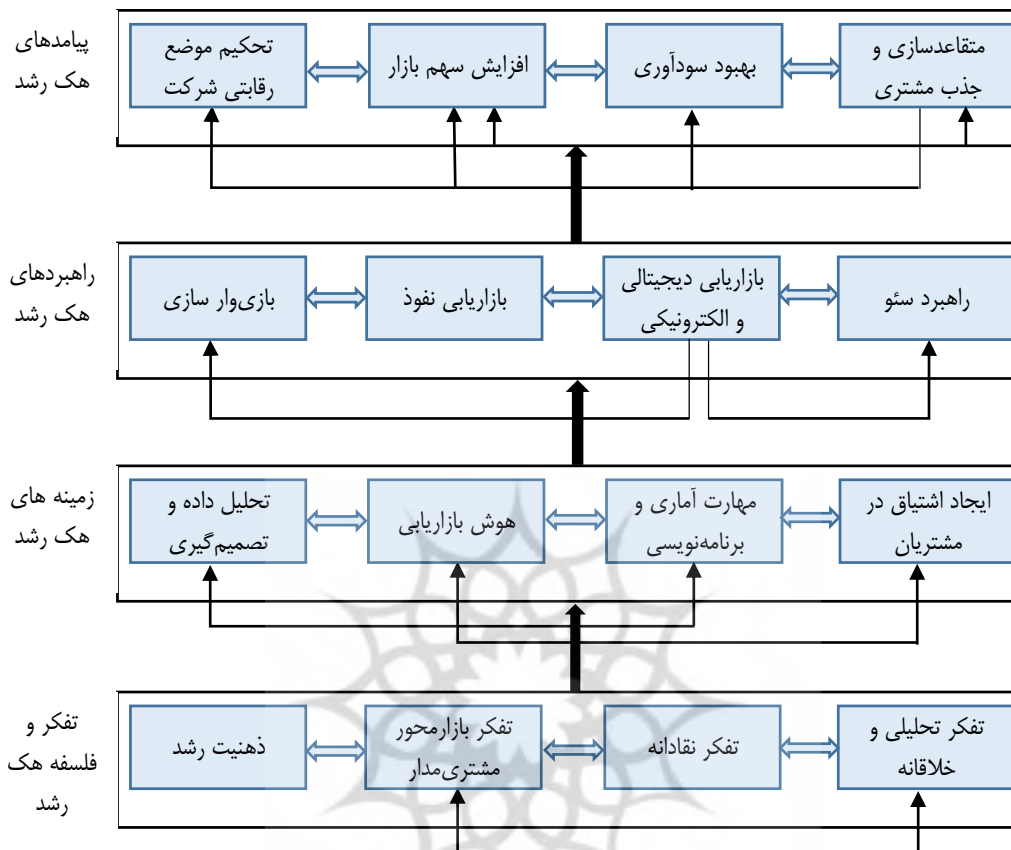 پیامدهای
هک رشد
متقاعدسازی و
جذب مشتری
بهبود سودآوری
افزایش سهم بازار
تحکیم موضع
رقابتی شرکت
راهبردهای
هک رشد
راهبرد سئو
بازاریابی دیجیتالی
و الکترونیکی
بازاریابی نفوذ
بازی‌وار سازی
زمینه های
هک رشد
ایجاد اشتیاق در
مشتریان
مهارت آماری و
برنامه‌نویسی
هوش بازاریابی
تحلیل داده و
تصمیم‌گیری
تفکر و
فلسفه هک
رشد
تفکر تحلیلی و
خلاقانه
تفکر نقادانه
تفکر بازارمحور
مشتری‌مدار
ذهنیت رشد